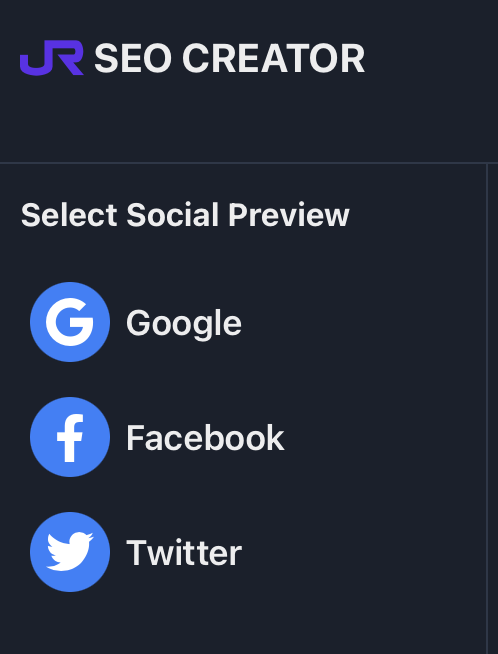 JR SEO CREATOR
Select Social Preview
Google
Facebook
Twitter